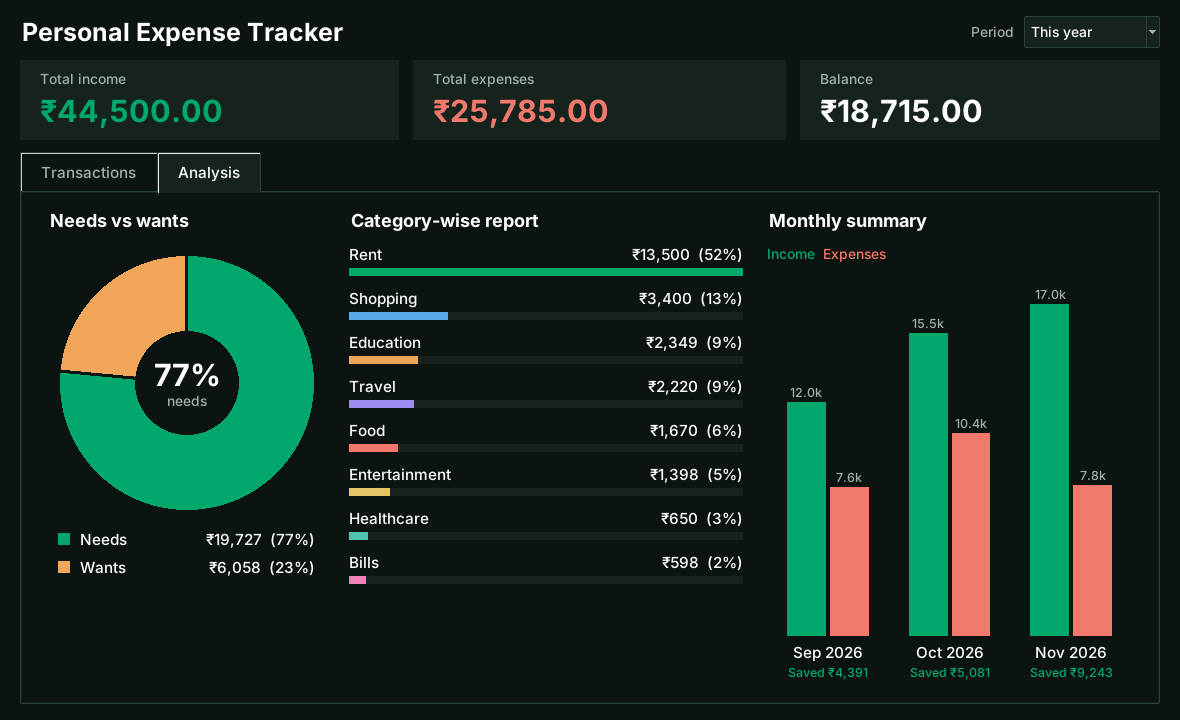 Personal Expense Tracker
Period This year
Total income
₹44,500.00
Total expenses
₹25,785.00
Balance
₹18,715.00
Transactions
Analysis
Needs vs wants
77%
needs
Needs ₹19,727 (77%)
Wants ₹6,058 (23%)
Category-wise report
Rent ₹13,500 (52%)
Shopping ₹3,400 (13%)
Education ₹2,349 (9%)
Travel ₹2,220 (9%)
Food ₹1,670 (6%)
Entertainment ₹1,398 (5%)
Healthcare ₹650 (3%)
Bills ₹598 (2%)
Monthly summary
Income Expenses
12.0k
7.6k
15.5k
10.4k
17.0k
7.8k
Sep 2026
Saved ₹4,391
Oct 2026
Saved ₹5,081
Nov 2026
Saved ₹9,243